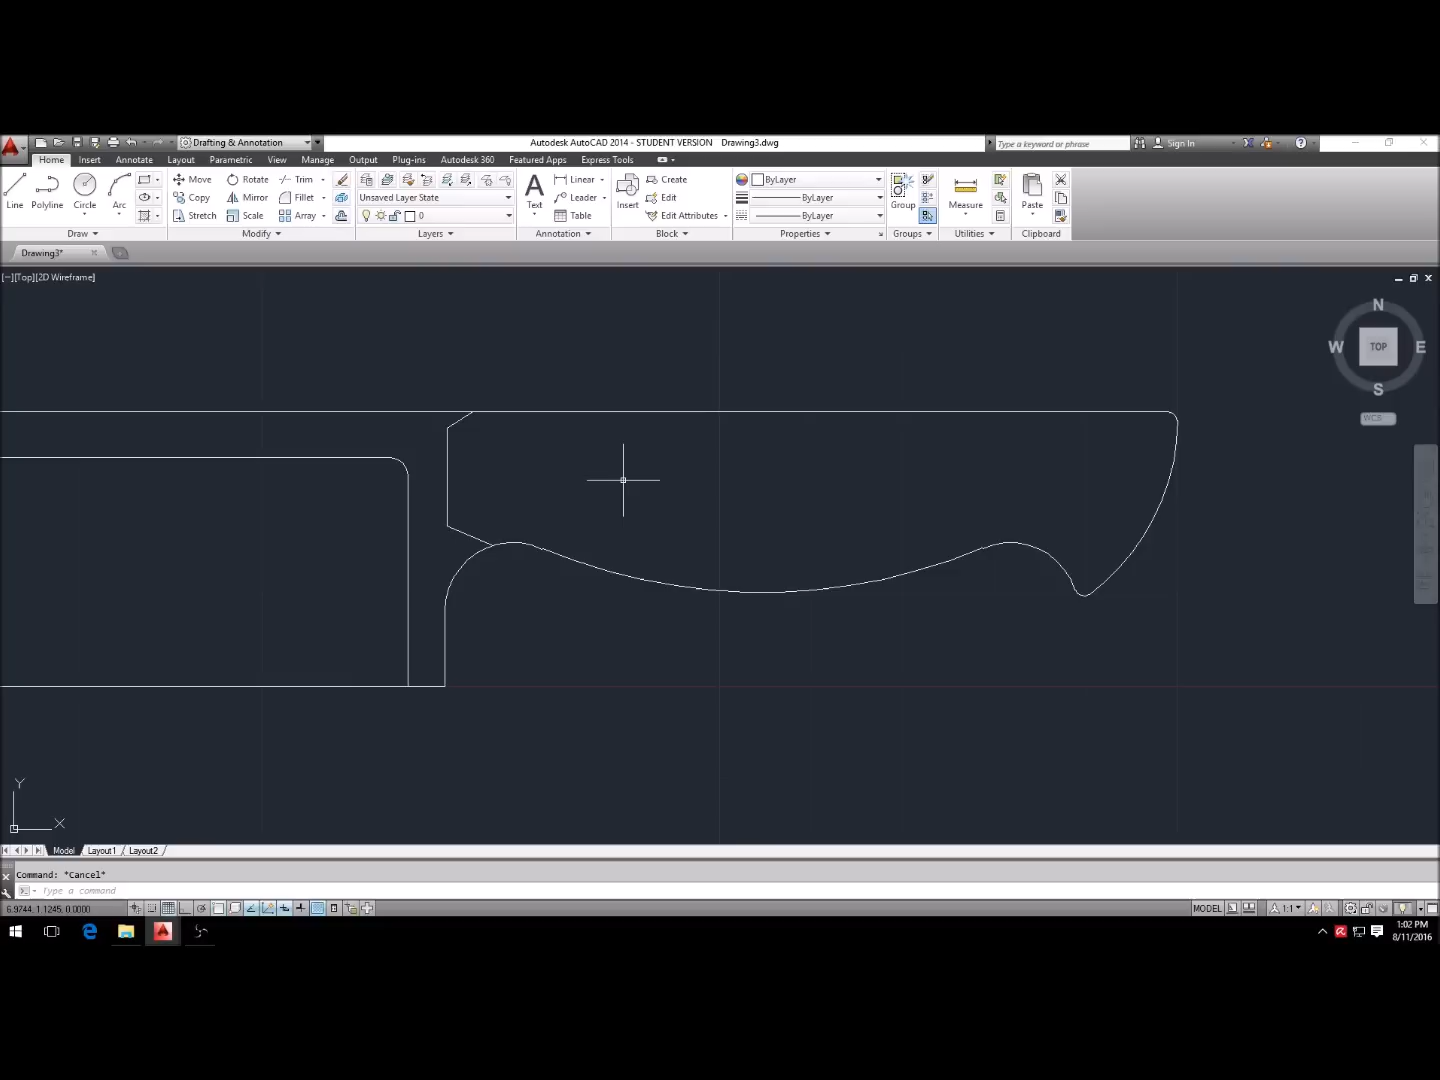 Drafting & Annotation Autodesk AutoCAD 2014 - STUDENT VERSION Drawing3.dwg Type a keyword or phrase Sign In
Home Insert Annotate Layout Parametric View Manage Output Plug-ins Autodesk 360 Featured Apps Express Tools
Line Polyline Circle Arc
Move Rotate Trim
Copy Mirror Fillet
Stretch Scale Array
Unsaved Layer State
0
Text
Linear
Leader
Table
Insert
Create
Edit
Edit Attributes
ByLayer
ByLayer
ByLayer
Group
Measure
Paste
Draw Modify Layers Annotation Block Properties Groups Utilities Clipboard
Drawing3*
[−][Top][2D Wireframe]
N
W TOP E
S
WCS
Y
X
Model Layout1 Layout2
Command: *Cancel*
Type a command
6.9744, 1.1245, 0.0000 MODEL 1:1
1:02 PM
8/11/2016